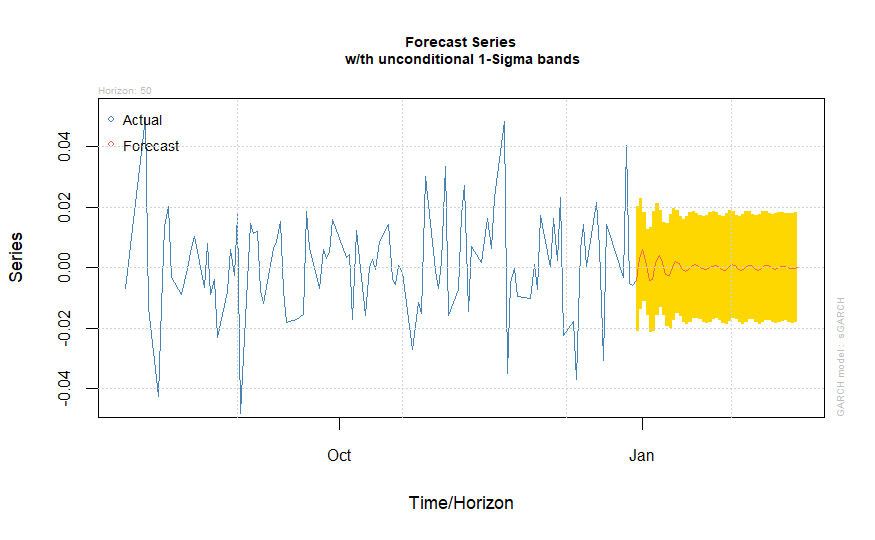 Forecast Series
w/th unconditional 1-Sigma bands
Horizon: 50
Actual
Forecast
Series
0.04
0.02
0.00
-0.02
-0.04
Oct
Jan
Time/Horizon
GARCH model : sGARCH